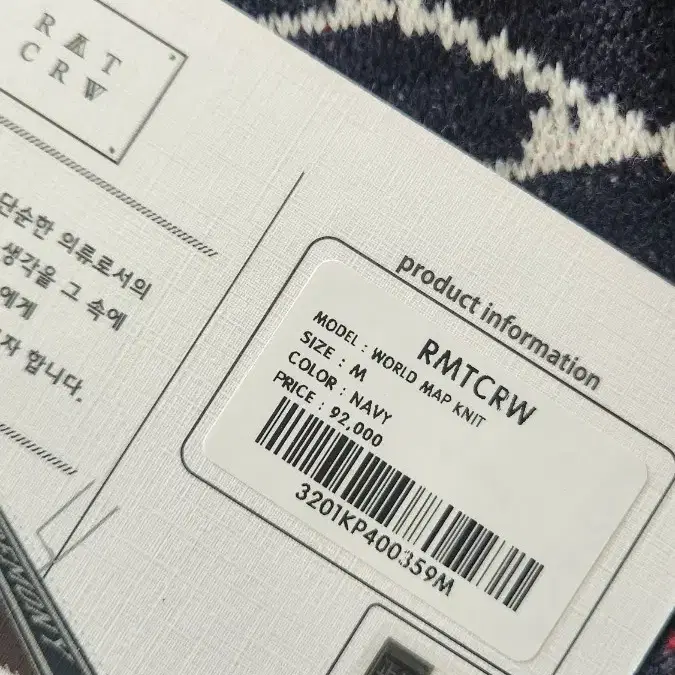 RMT
CRW
단순한 의류로서의
생각을 그 속에
에게
자 합니다.
product information
RMTCRW
MODEL : WORLD MAP KNIT
SIZE : M
COLOR : NAVY
PRICE : 92,000
3201KP400359M